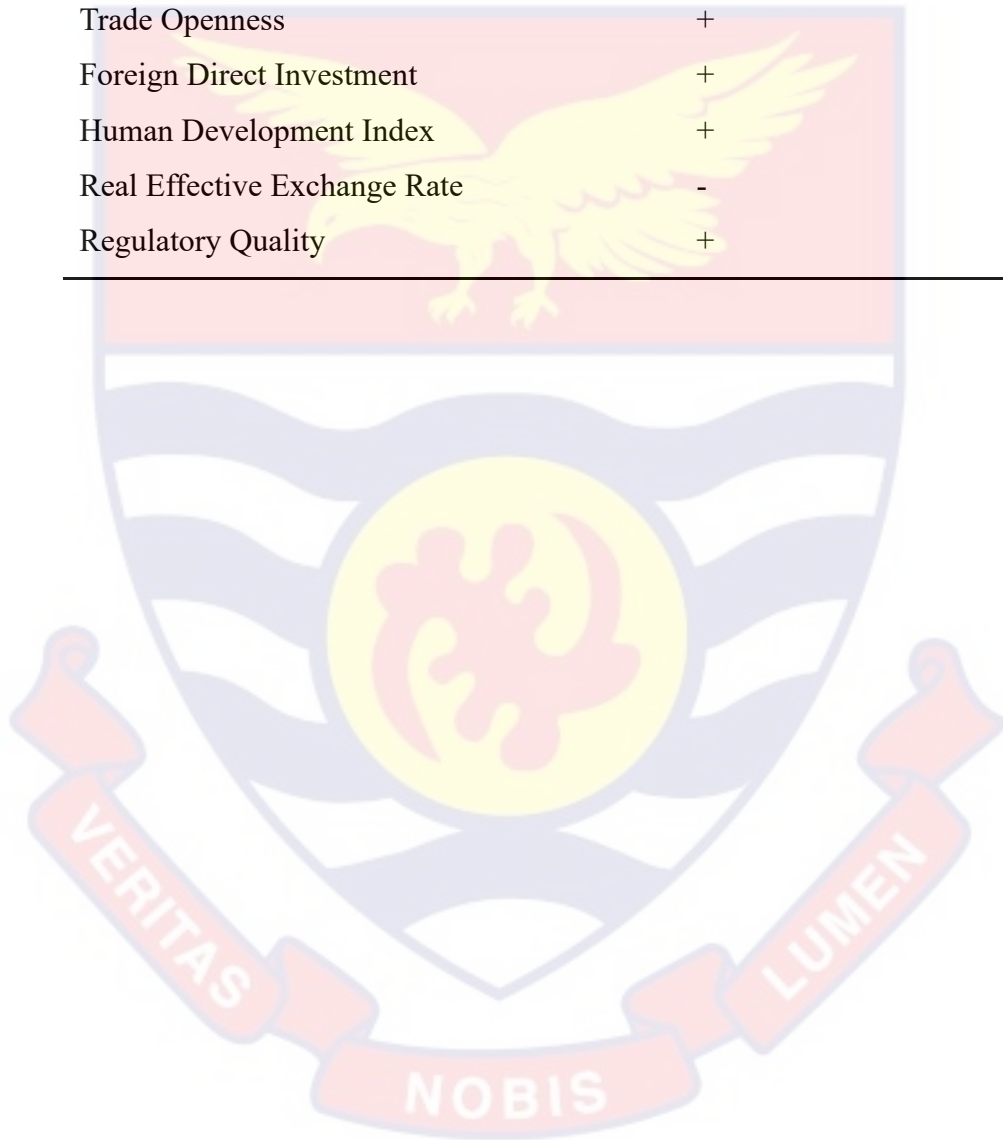 Trade Openness +
Foreign Direct Investment +
Human Development Index +
Real Effective Exchange Rate -
Regulatory Quality +
VERITAS
NOBIS
LUMEN